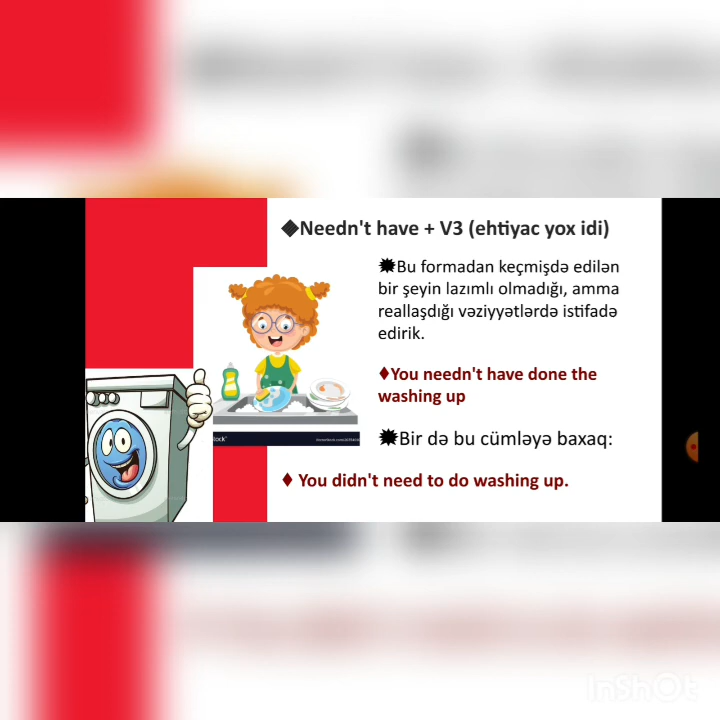 ◆Needn't have + V3 (ehtiyac yox idi)
✸Bu formadan keçmişdə edilən
bir şeyin lazımlı olmadığı, amma
reallaşdığı vəziyyətlərdə istifadə
edirik.
♦You needn't have done the
washing up
✸Bir də bu cümləyə baxaq:
♦ You didn't need to do washing up.
InShOt